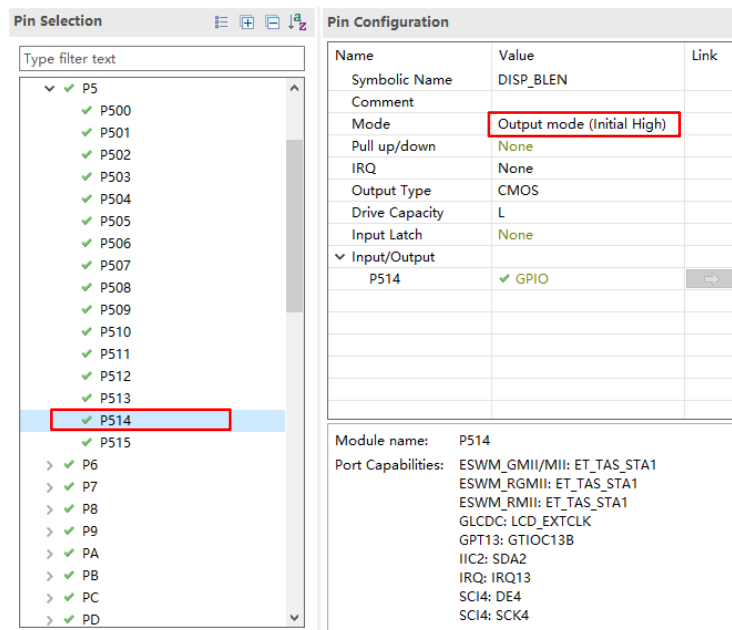 Pin Selection
Type filter text
P5
P500
P501
P502
P503
P504
P505
P506
P507
P508
P509
P510
P511
P512
P513
P514
P515
P6
P7
P8
P9
PA
PB
PC
PD
Pin Configuration
Name Value Link
Symbolic Name DISP_BLEN
Comment
Mode Output mode (Initial High)
Pull up/down None
IRQ None
Output Type CMOS
Drive Capacity L
Input Latch None
Input/Output
P514 GPIO
Module name: P514
Port Capabilities: ESWM_GMII/MII: ET_TAS_STA1
ESWM_RGMII: ET_TAS_STA1
ESWM_RMII: ET_TAS_STA1
GLCDC: LCD_EXTCLK
GPT13: GTIOC13B
IIC2: SDA2
IRQ: IRQ13
SCI4: DE4
SCI4: SCK4